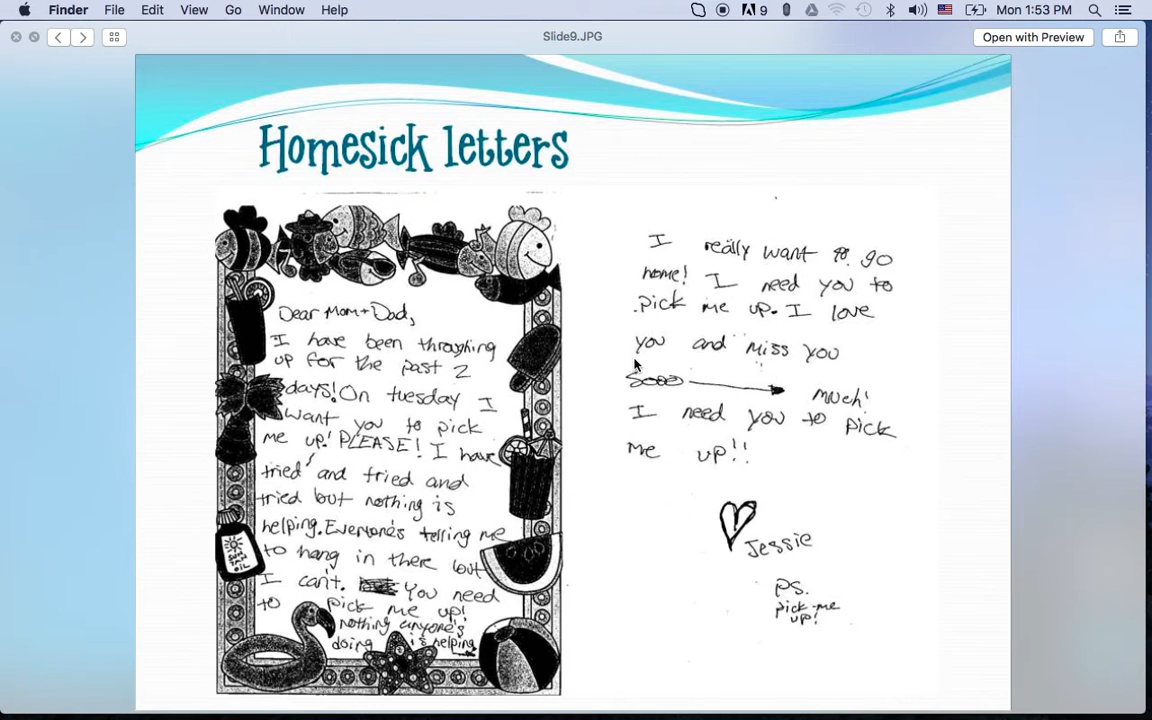 Finder File Edit View Go Window Help 9 Mon 1:53 PM
Slide9.JPG
Open with Preview
Homesick letters
Dear Mom + Dad,
I have been throughing
up for the past 2
days! On tuesday I
want you to pick
me up! PLEASE! I have
tried and tried and
tried but nothing is
helping. Everyone's telling me
to hang in there but
I can't. You need
to pick me up!
nothing anyone's
doing is helping
SUN TAN OIL
I really want to go
home! I need you to
pick me up. I love
you and miss you
Sooo much!
I need you to pick
me up!!
Jessie
PS.
pick me
up!